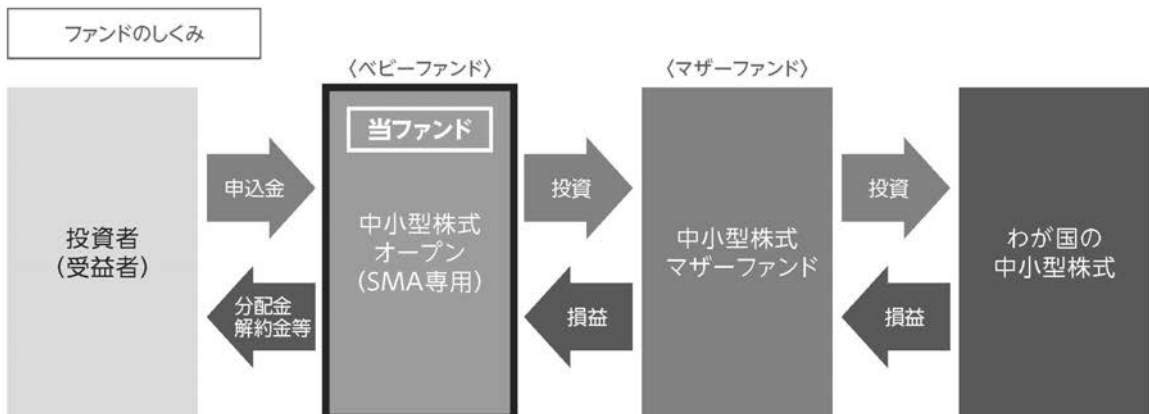 ファンドのしくみ
〈ベビーファンド〉
〈マザーファンド〉
投資者
（受益者）
申込金
分配金
解約金等
当ファンド
中小型株式
オープン
（SMA専用）
投資
損益
中小型株式
マザーファンド
投資
損益
わが国の
中小型株式